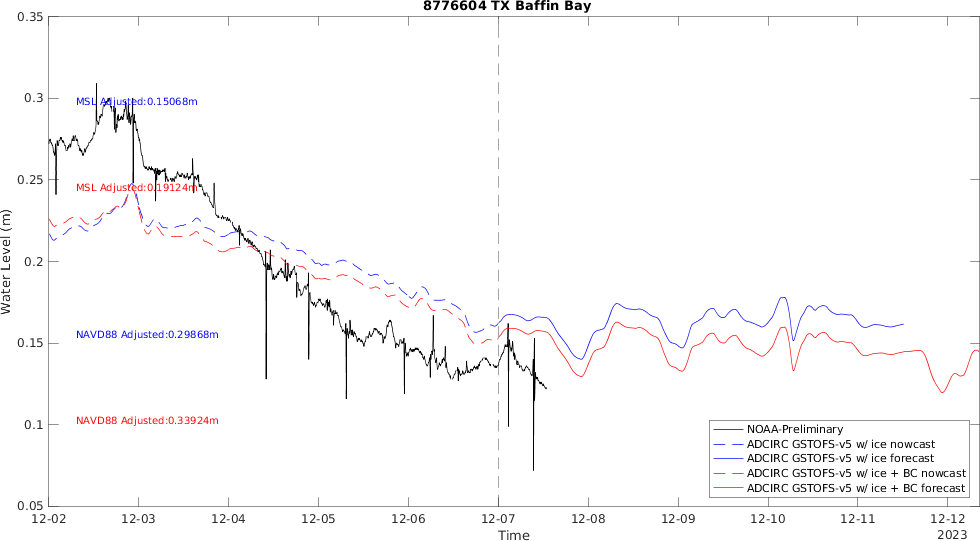 8776604 TX Baffin Bay
0.35
0.3
0.25
0.2
0.15
0.1
0.05
Water Level (m)
MSL Adjusted:0.15068m
MSL Adjusted:0.19124m
NAVD88 Adjusted:0.29868m
NAVD88 Adjusted:0.33924m
NOAA-Preliminary
ADCIRC GSTOFS-v5 w/ ice nowcast
ADCIRC GSTOFS-v5 w/ ice forecast
ADCIRC GSTOFS-v5 w/ ice + BC nowcast
ADCIRC GSTOFS-v5 w/ ice + BC forecast
12-02 12-03 12-04 12-05 12-06 12-07 12-08 12-09 12-10 12-11 12-12
2023
Time